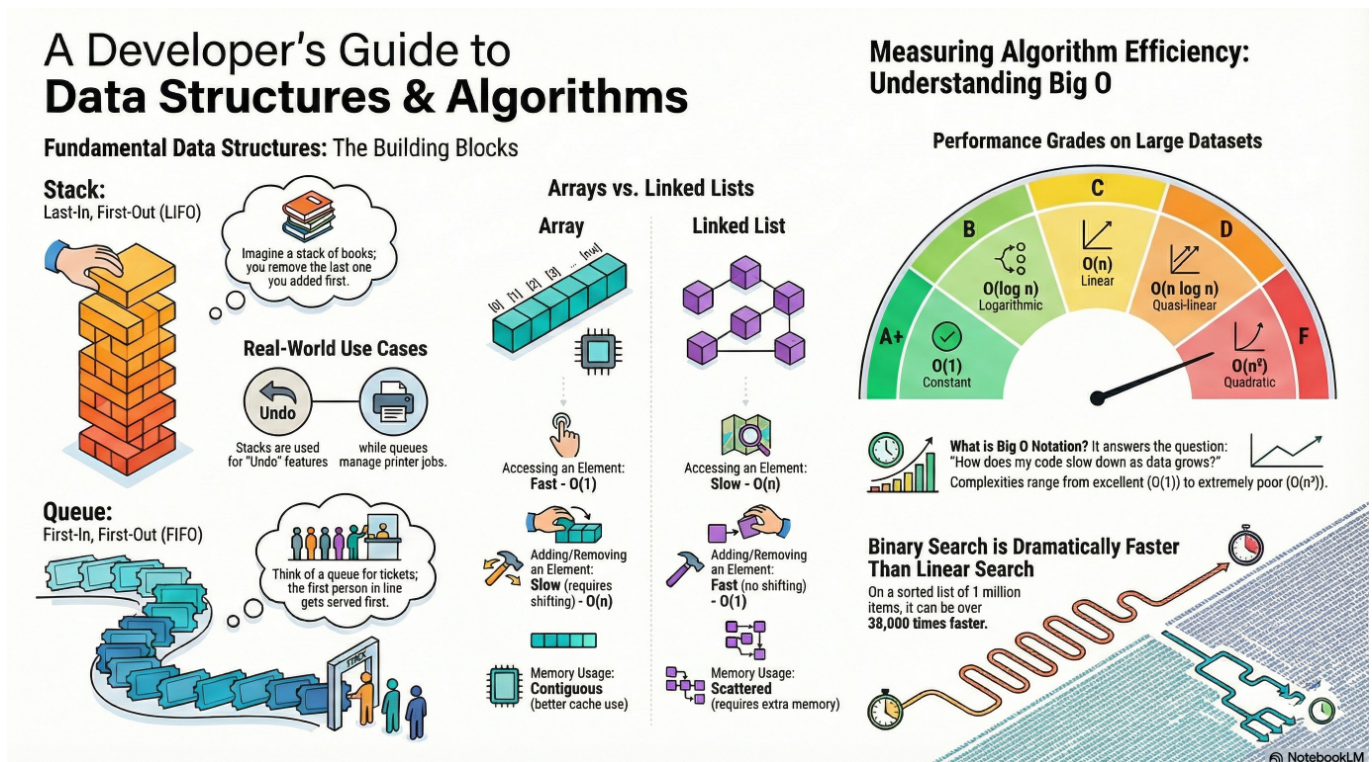 A Developer's Guide to
Data Structures & Algorithms
Fundamental Data Structures: The Building Blocks
Stack:
Last-In, First-Out (LIFO)
Imagine a stack of books;
you remove the last one
you added first.
Real-World Use Cases
Undo
Stacks are used
for "Undo" features
while queues
manage printer jobs.
Queue:
First-In, First-Out (FIFO)
Think of a queue for tickets;
the first person in line
gets served first.
STACK
Arrays vs. Linked Lists
Array
[0] [1] [2] [3] ...
Accessing an Element:
Fast - O(1)
Adding/Removing
an Element:
Slow (requires
shifting) - O(n)
Memory Usage:
Contiguous
(better cache use)
Linked List
Accessing an Element:
Slow - O(n)
Adding/Removing
an Element:
Fast (no shifting)
- O(1)
Memory Usage:
Scattered
(requires extra memory)
Measuring Algorithm Efficiency:
Understanding Big O
Performance Grades on Large Datasets
A+
O(1)
Constant
B
O(log n)
Logarithmic
C
O(n)
Linear
D
O(n log n)
Quasi-linear
F
O(n²)
Quadratic
What is Big O Notation? It answers the question:
"How does my code slow down as data grows?"
Complexities range from excellent (O(1)) to extremely poor (O(n³)).
Binary Search is Dramatically Faster
Than Linear Search
On a sorted list of 1 million
items, it can be over
38,000 times faster.
NotebookLM